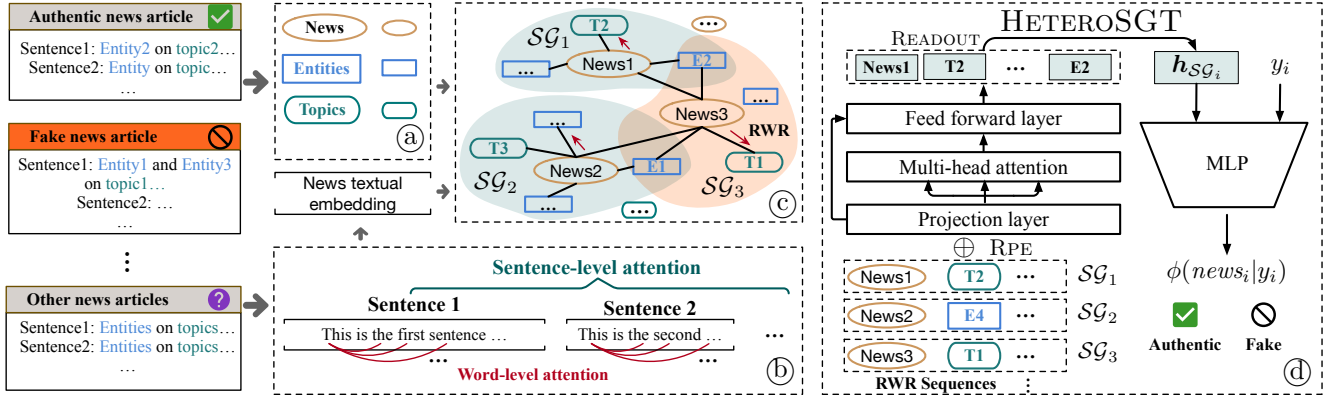 Authentic news article
Sentence1: Entity2 on topic2…
Sentence2: Entity on topic…
…
Fake news article
Sentence1: Entity1 and Entity3
on topic1…
Sentence2: …
…
Other news articles
?
Sentence1: Entities on topics…
Sentence2: Entities on topics…
…
News
Entities
Topics
a
News textual
embedding
Sentence-level attention
Sentence 1
Sentence 2
This is the first sentence …
This is the second …
…
…
…
Word-level attention
b
SG1
T2
…
News1
…
E2
…
News3
RWR
T1
SG3
…
T3
News2
E1
SG2
…
…
c
HETEROSGT
READOUT
News1 T2 … E2
Feed forward layer
Multi-head attention
Projection layer
⊕ RPE
News1 T2 … SG1
News2 E4 … SG2
News3 T1 … SG3
RWR Sequences ⋮
h_SGi
yi
MLP
ϕ(newsi|yi)
Authentic
Fake
d